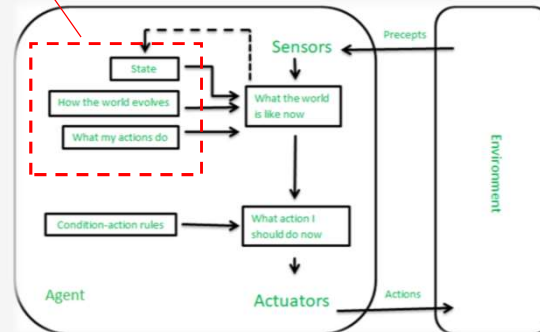 Sensors
Precepts
State
How the world evolves
What my actions do
What the world
is like now
Environment
Condition-action rules
What action I
should do now
Agent
Actuators
Actions